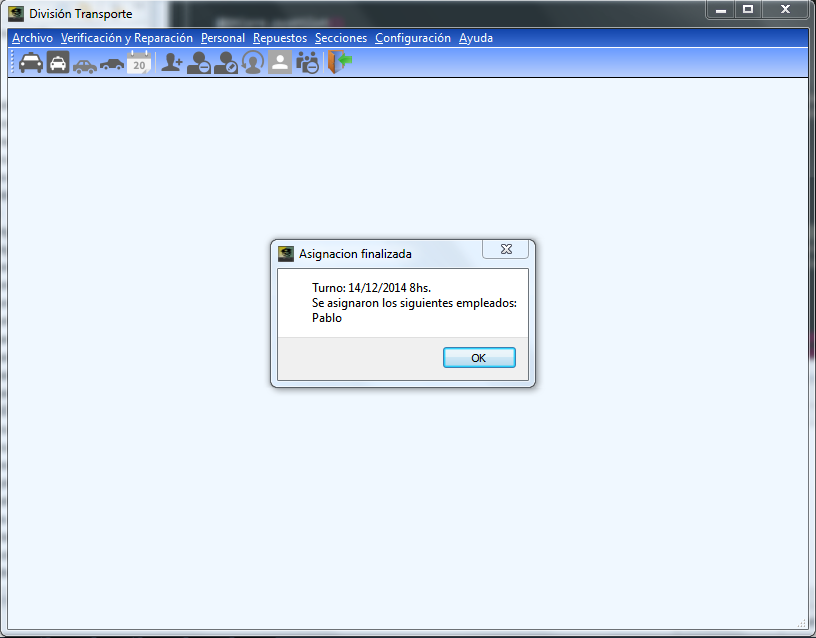 División Transporte
Archivo Verificación y Reparación Personal Repuestos Secciones Configuración Ayuda
20
Asignacion finalizada
Turno: 14/12/2014 8hs.
Se asignaron los siguientes empleados:
Pablo
OK